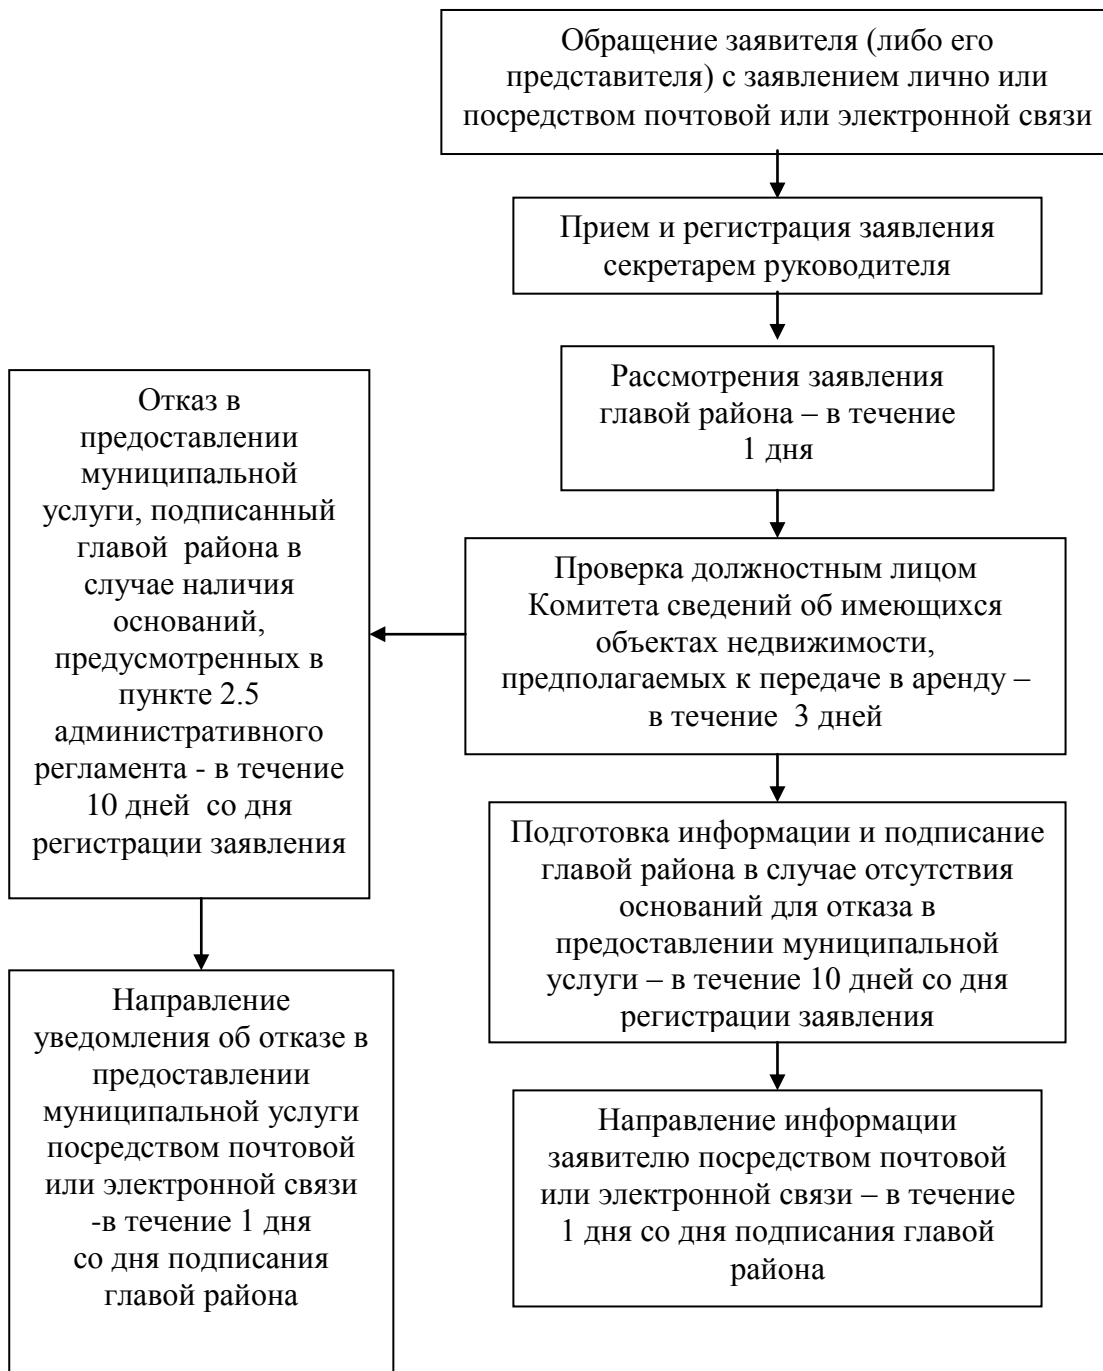 Обращение заявителя (либо его
представителя) с заявлением лично или
посредством почтовой или электронной связи
Прием и регистрация заявления
секретарем руководителя
Рассмотрения заявления
главой района – в течение
1 дня
Проверка должностным лицом
Комитета сведений об имеющихся
объектах недвижимости,
предполагаемых к передаче в аренду –
в течение 3 дней
Отказ в
предоставлении
муниципальной
услуги, подписанный
главой района в
случае наличия
оснований,
предусмотренных в
пункте 2.5
административного
регламента - в течение
10 дней со дня
регистрации заявления
Направление
уведомления об отказе в
предоставлении
муниципальной услуги
посредством почтовой
или электронной связи
-в течение 1 дня
со дня подписания
главой района
Подготовка информации и подписание
главой района в случае отсутствия
оснований для отказа в
предоставлении муниципальной
услуги – в течение 10 дней со дня
регистрации заявления
Направление информации
заявителю посредством почтовой
или электронной связи – в течение
1 дня со дня подписания главой
района